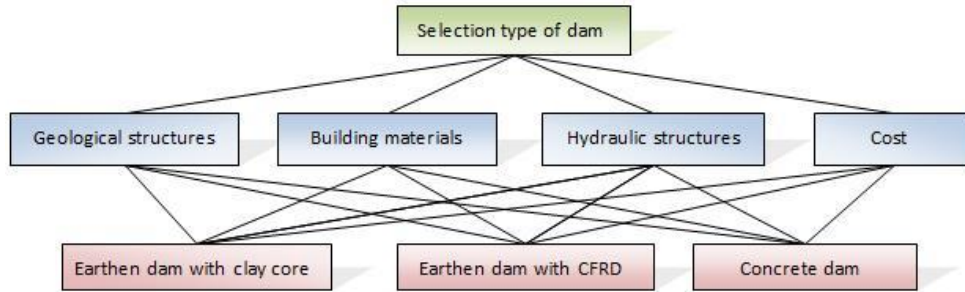 Selection type of dam
Geological structures
Building materials
Hydraulic structures
Cost
Earthen dam with clay core
Earthen dam with CFRD
Concrete dam